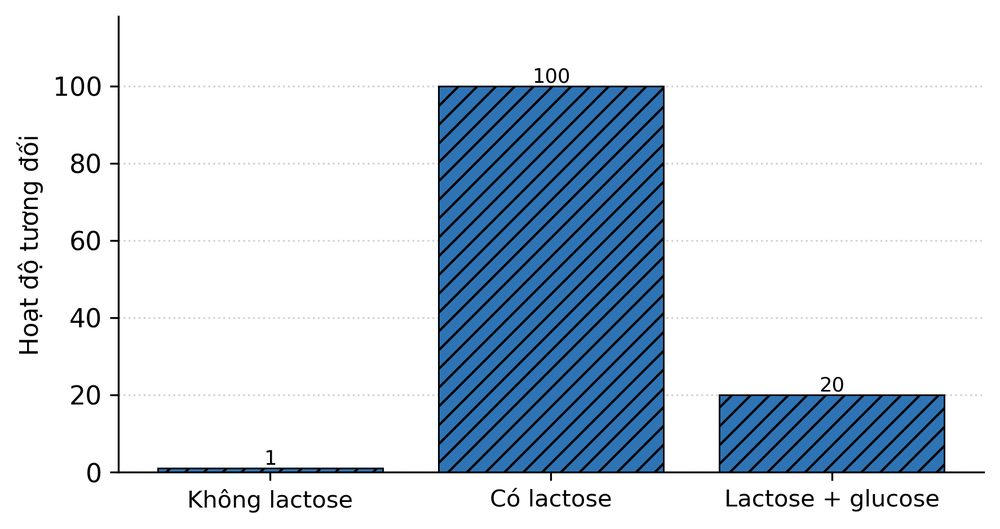 Hoạt độ tương đối
100
80
60
40
20
0
1
100
20
Không lactose
Có lactose
Lactose + glucose